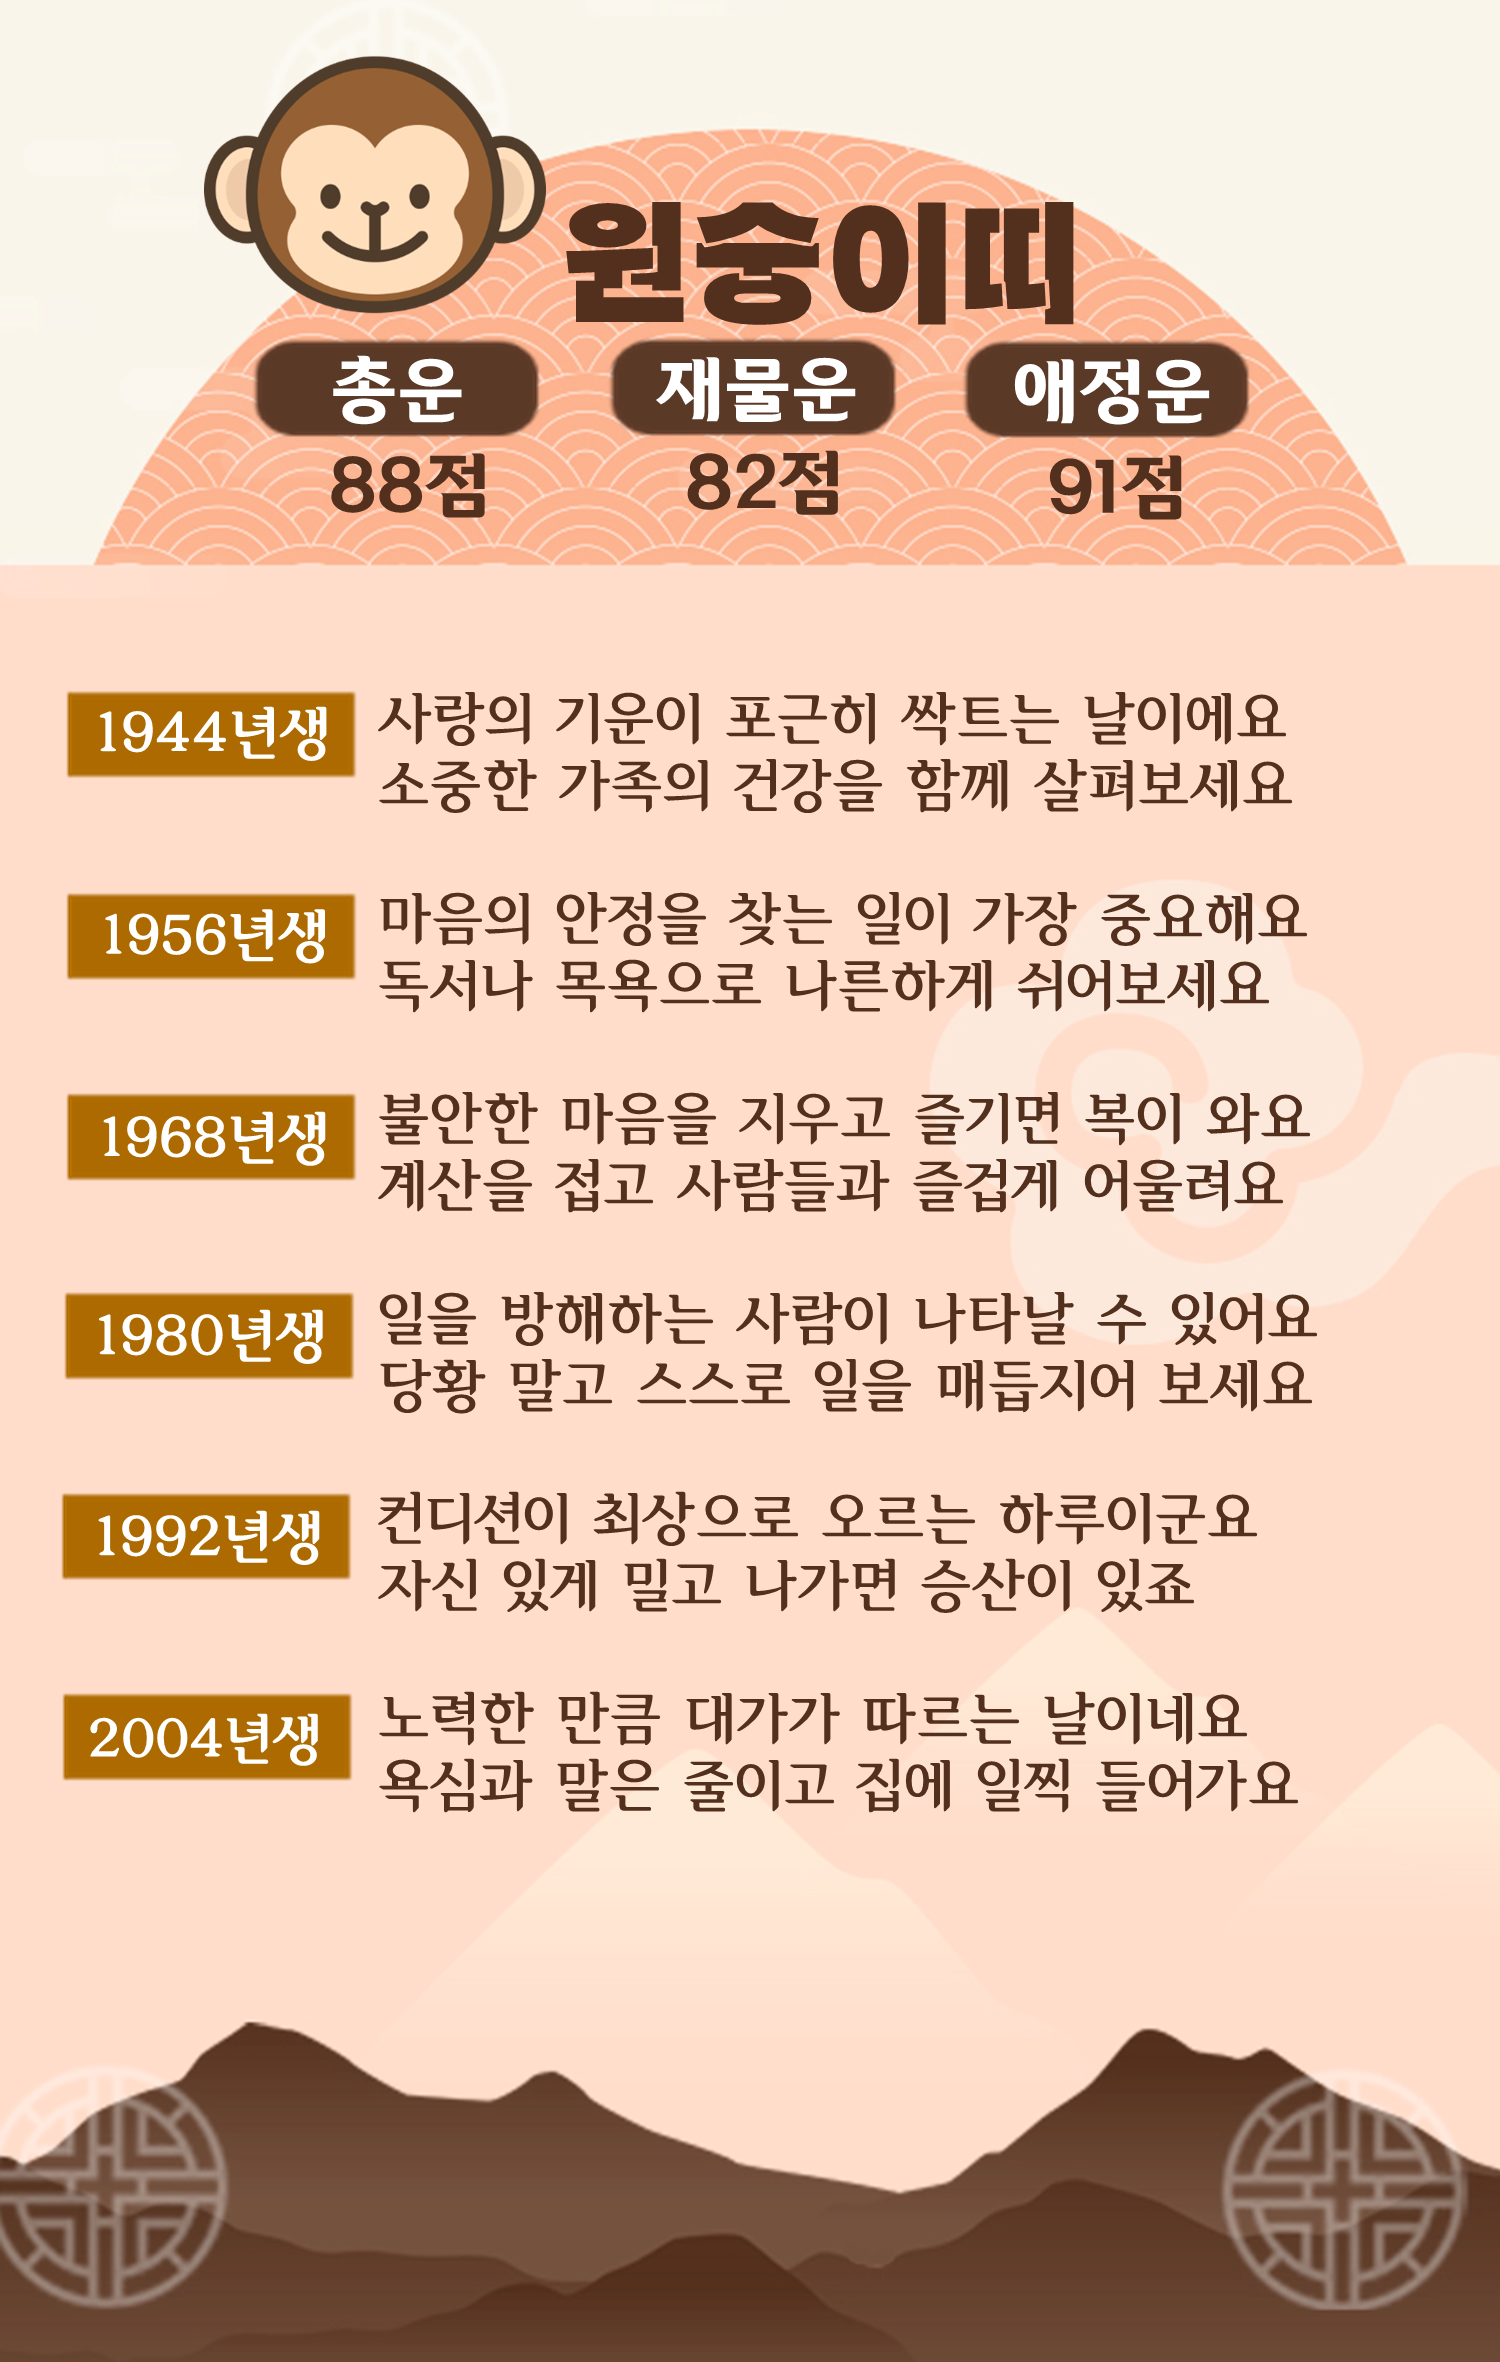 원숭이띠
총운 재물운 애정운
88점 82점 91점
1944년생
사랑의 기운이 포근히 싹트는 날이에요
소중한 가족의 건강을 함께 살펴보세요
1956년생
마음의 안정을 찾는 일이 가장 중요해요
독서나 목욕으로 나른하게 쉬어보세요
1968년생
불안한 마음을 지우고 즐기면 복이 와요
계산을 접고 사람들과 즐겁게 어울려요
1980년생
일을 방해하는 사람이 나타날 수 있어요
당황 말고 스스로 일을 매듭지어 보세요
1992년생
컨디션이 최상으로 오르는 하루이군요
자신 있게 밀고 나가면 승산이 있죠
2004년생
노력한 만큼 대가가 따르는 날이네요
욕심과 말은 줄이고 집에 일찍 들어가요